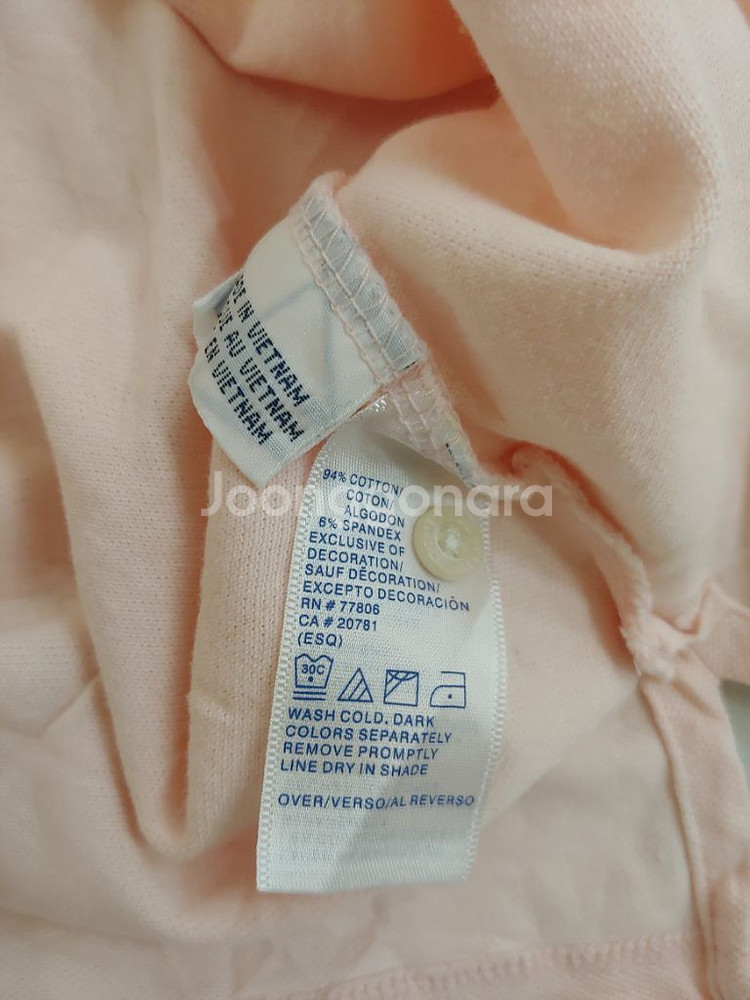 IN VIETNAM
AU VIETNAM
EN VIETNAM
94% COTTON/
COTON/
ALGODON
6% SPANDEX
EXCLUSIVE OF
DECORATION/
SAUF DÉCORATION/
EXCEPTO DECORACIÓN
RN # 77806
CA # 20781
(ESQ)
30C
WASH COLD. DARK
COLORS SEPARATELY
REMOVE PROMPTLY
LINE DRY IN SHADE
OVER/VERSO/AL REVERSO
Joongonara